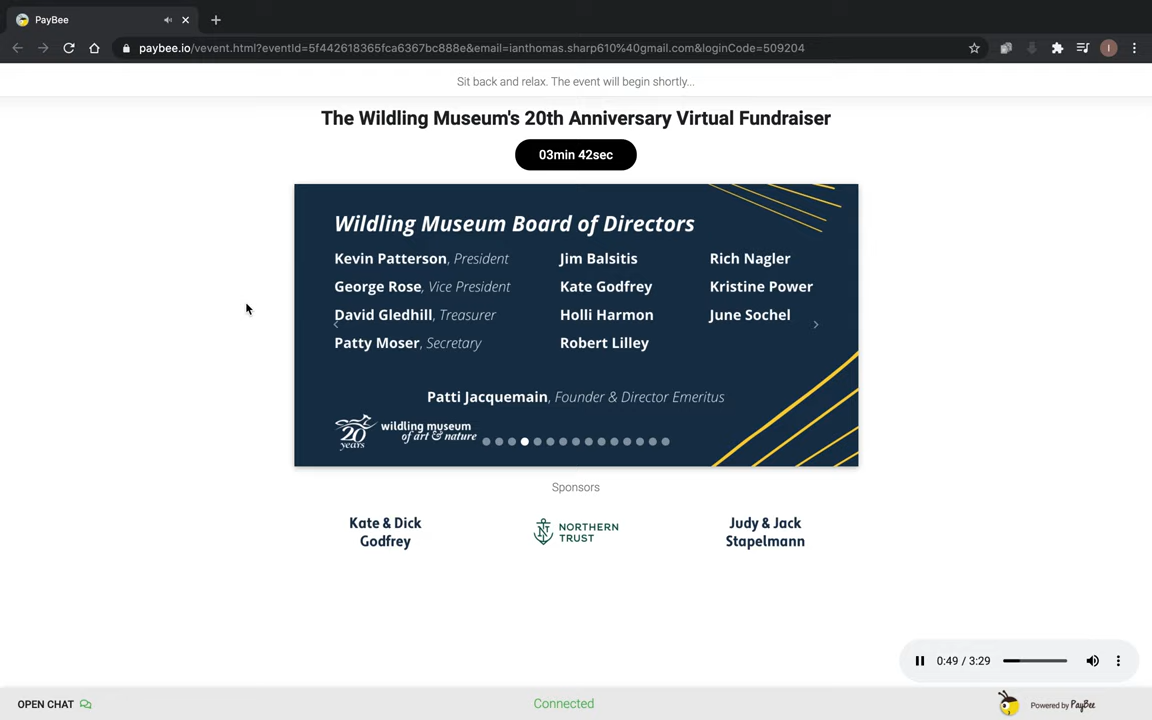 PayBee
paybee.io/vevent.html?eventId=5f442618365fca6367bc888e&email=ianthomas.sharp610%40gmail.com&loginCode=509204
I
Sit back and relax. The event will begin shortly...
The Wildling Museum's 20th Anniversary Virtual Fundraiser
03min 42sec
Wildling Museum Board of Directors
Kevin Patterson, President Jim Balsitis Rich Nagler
George Rose, Vice President Kate Godfrey Kristine Power
David Gledhill, Treasurer Holli Harmon June Sochel
Patty Moser, Secretary Robert Lilley
Patti Jacquemain, Founder & Director Emeritus
20 years
wildling museum
of art & nature
Sponsors
Kate & Dick
Godfrey
NORTHERN
TRUST
Judy & Jack
Stapelmann
0:49 / 3:29
OPEN CHAT Connected Powered by PayBee